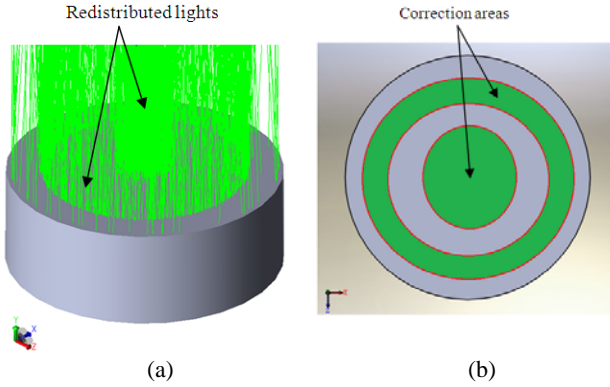 Redistributed lights
Correction areas
Y
X
Z
X
Z
(a)
(b)